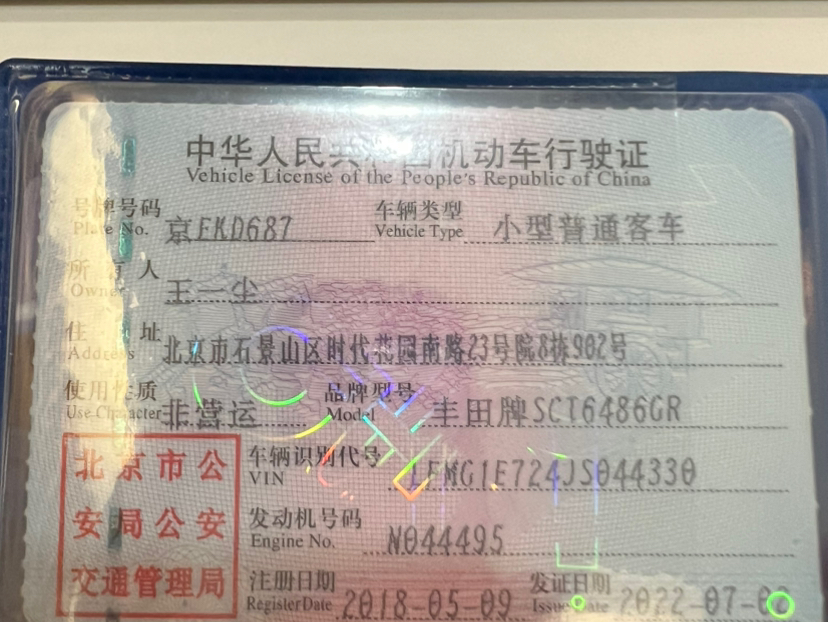 中华人民共和国机动车行驶证
Vehicle License of the People's Republic of China
号牌号码 京FKD687 车辆类型 小型普通客车
Plate No. Vehicle Type
所有人 王一尘
Owner
住址 北京市石景山区时代花园南路23号院8栋902号
Address
使用性质 非营运 品牌型号 丰田牌SCT6486GR
Use Character Model
北京市公
安局公安
交通管理局
车辆识别代号 LFMG1E724JS044330
VIN
发动机号码 N044495
Engine No.
注册日期 2018-05-09 发证日期
Register Date Issue Date